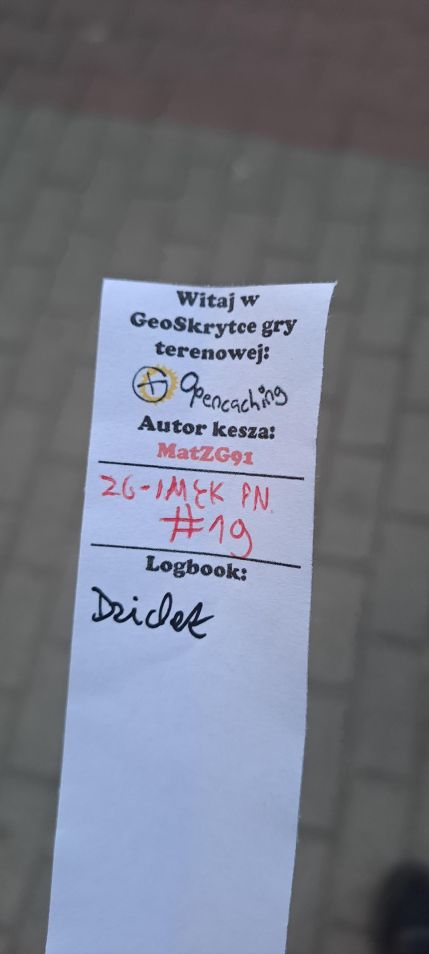 Witaj w
GeoSkrytce gry
terenowej:
Opencaching
Autor kesza:
MatZG91
ZG-IMŁK PN.
#19
Logbook:
Dzidek